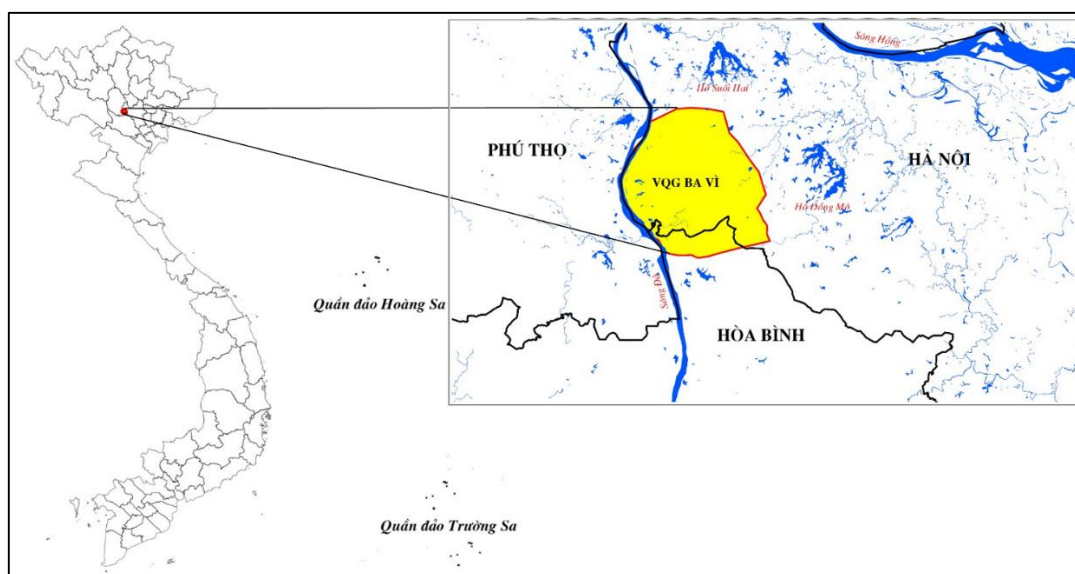 Sông Hồng
Hồ Suối Hai
PHÚ THỌ
HÀ NỘI
VQG BA VÌ
Hồ Đồng Mô
Quần đảo Hoàng Sa
Sông Đà
HÒA BÌNH
Quần đảo Trường Sa